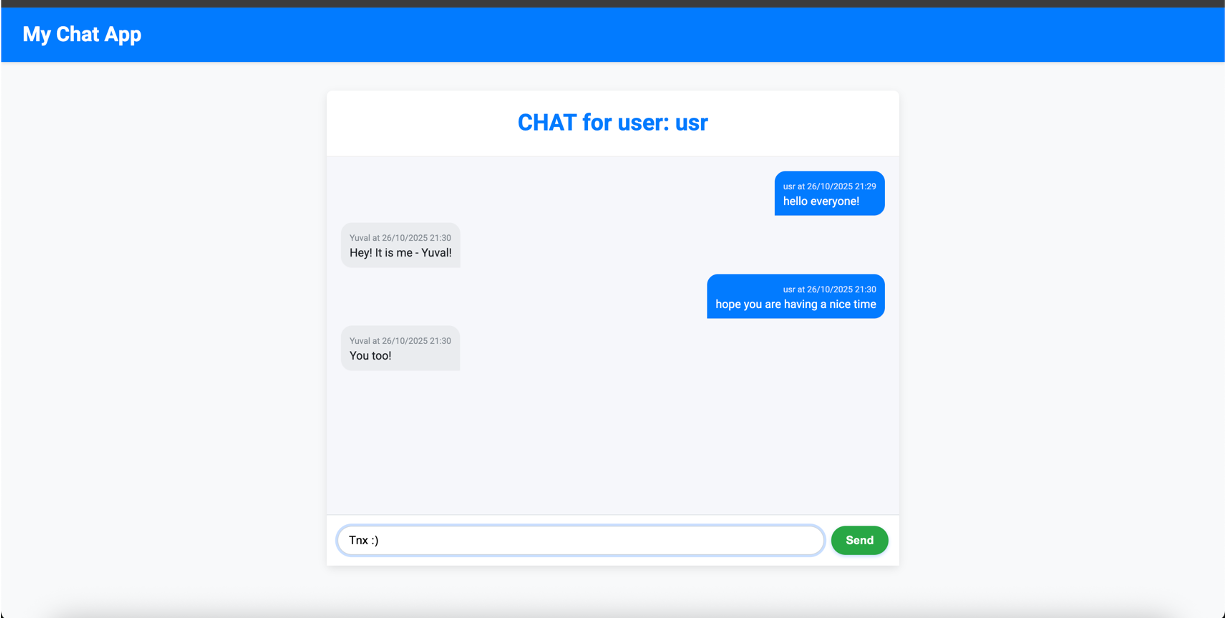 My Chat App
CHAT for user: usr
usr at 26/10/2025 21:29
hello everyone!
Yuval at 26/10/2025 21:30
Hey! It is me - Yuval!
usr at 26/10/2025 21:30
hope you are having a nice time
Yuval at 26/10/2025 21:30
You too!
Tnx :)
Send